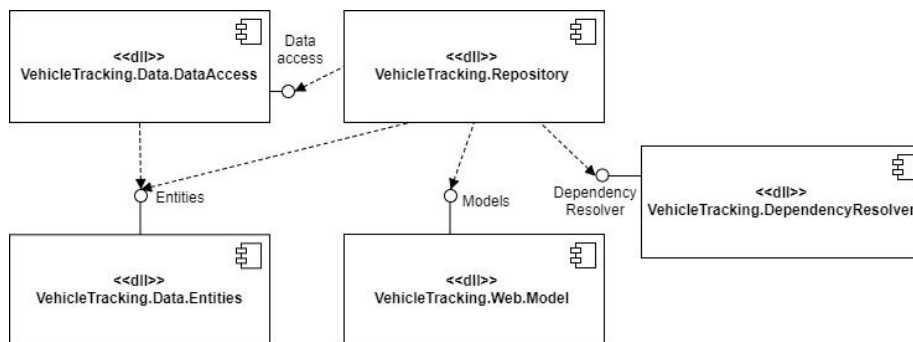 <<dll>>
VehicleTracking.Data.DataAccess
Data
access
<<dll>>
VehicleTracking.Repository
Entities
Models
Dependency
Resolver
<<dll>>
VehicleTracking.DependencyResolver
<<dll>>
VehicleTracking.Data.Entities
<<dll>>
VehicleTracking.Web.Model